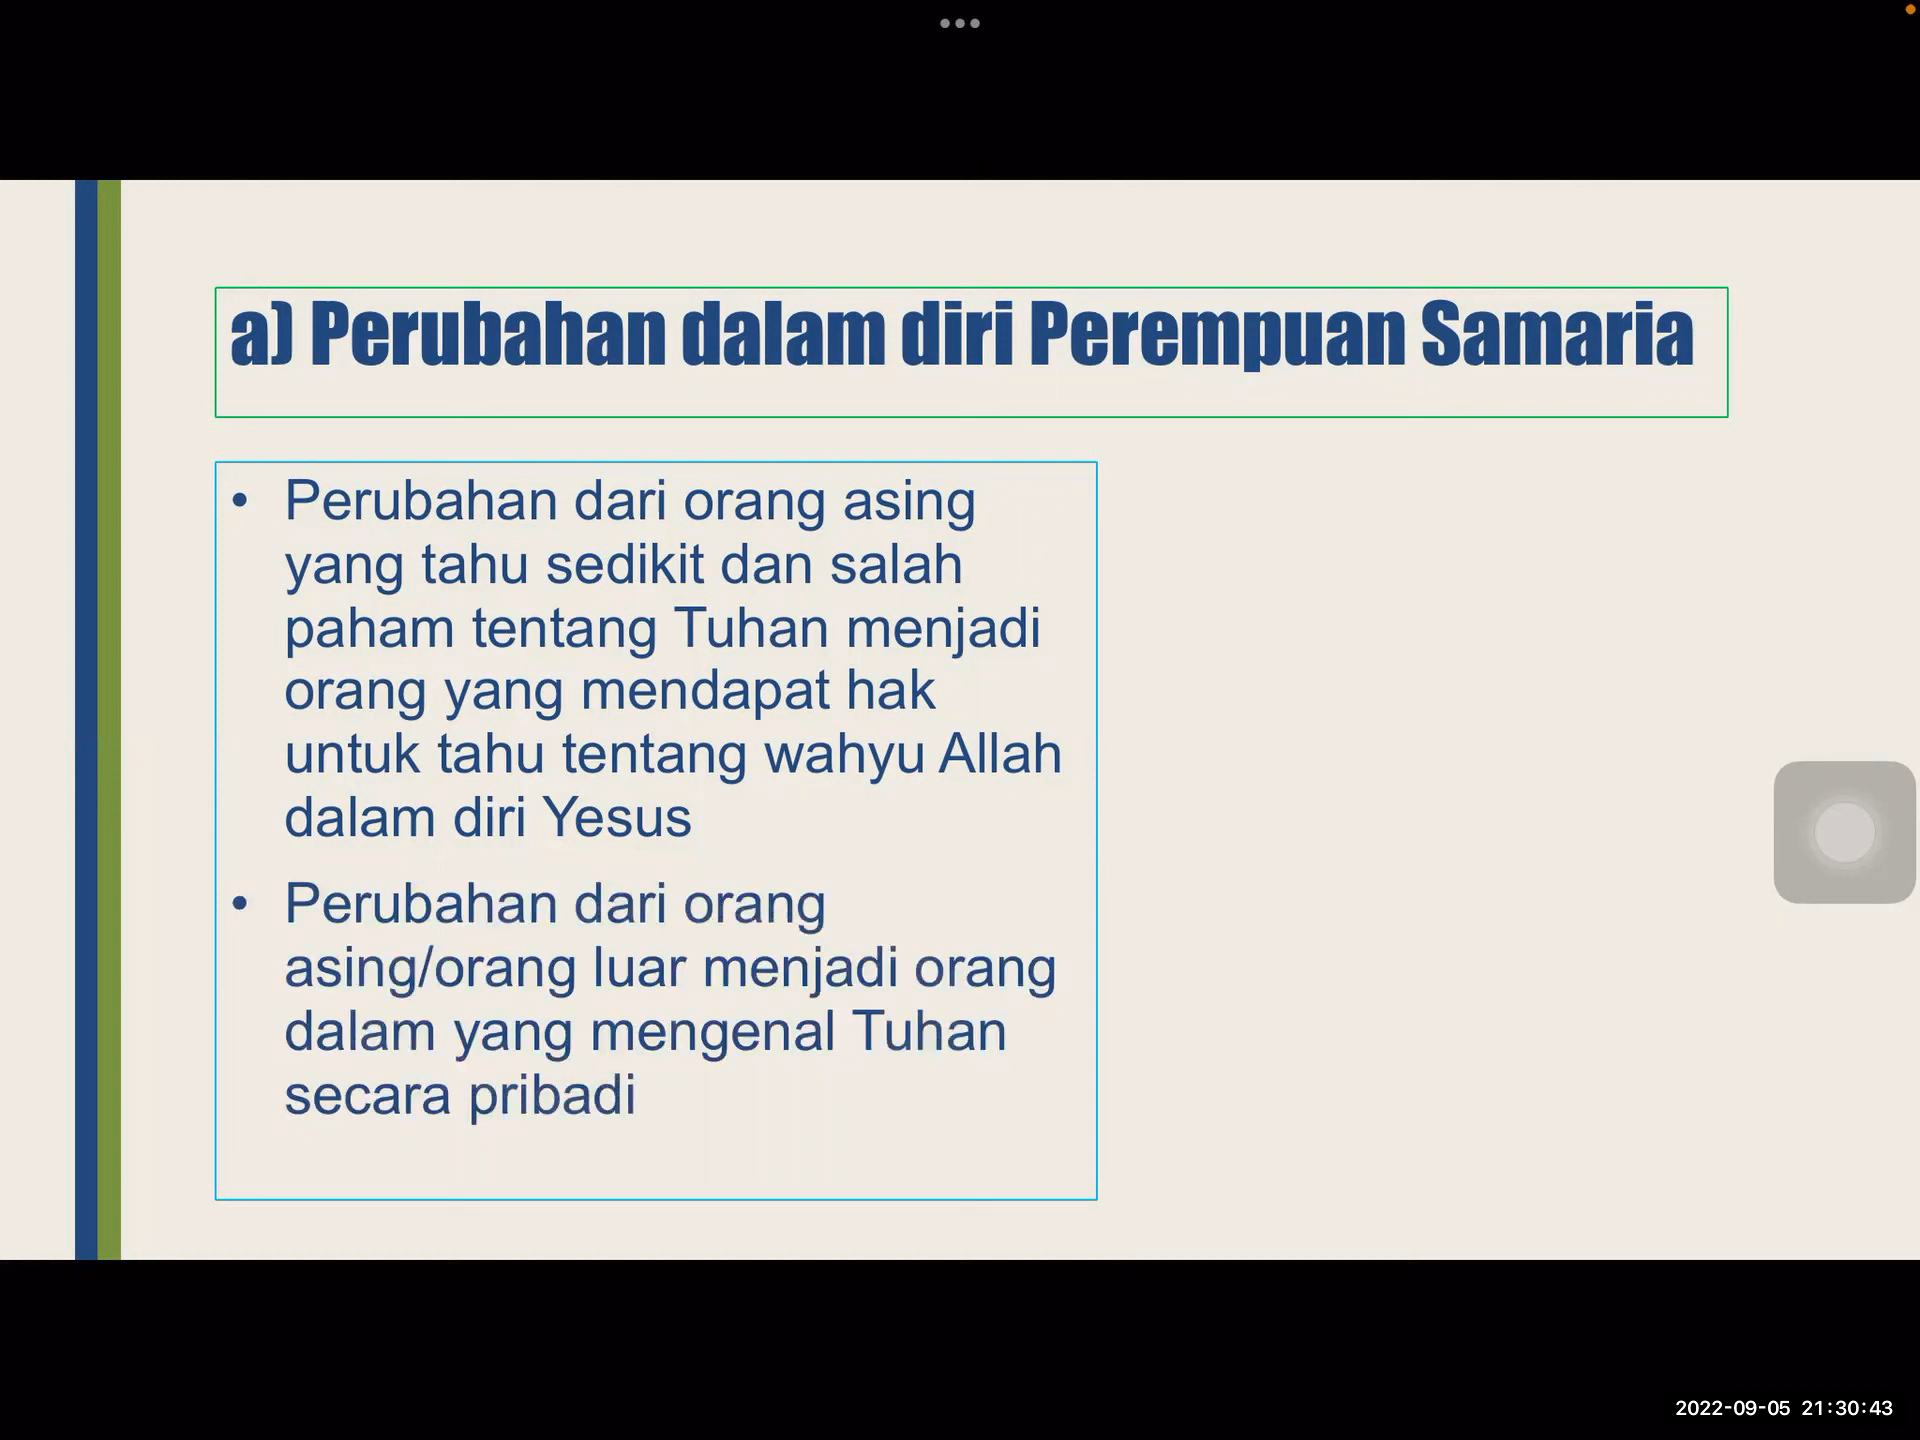 a) Perubahan dalam diri Perempuan Samaria
• Perubahan dari orang asing
yang tahu sedikit dan salah
paham tentang Tuhan menjadi
orang yang mendapat hak
untuk tahu tentang wahyu Allah
dalam diri Yesus
• Perubahan dari orang
asing/orang luar menjadi orang
dalam yang mengenal Tuhan
secara pribadi
2022-09-05 21:30:43